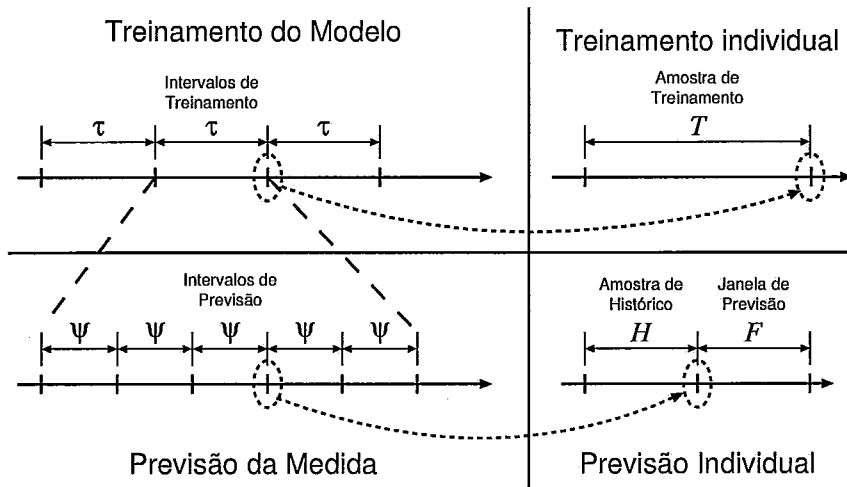 Treinamento do Modelo
Intervalos de
Treinamento
τ τ τ
Treinamento individual
Amostra de
Treinamento
T
Intervalos de
Previsão
ψ ψ ψ ψ ψ
Previsão da Medida
Amostra de
Histórico
H
Janela de
Previsão
F
Previsão Individual